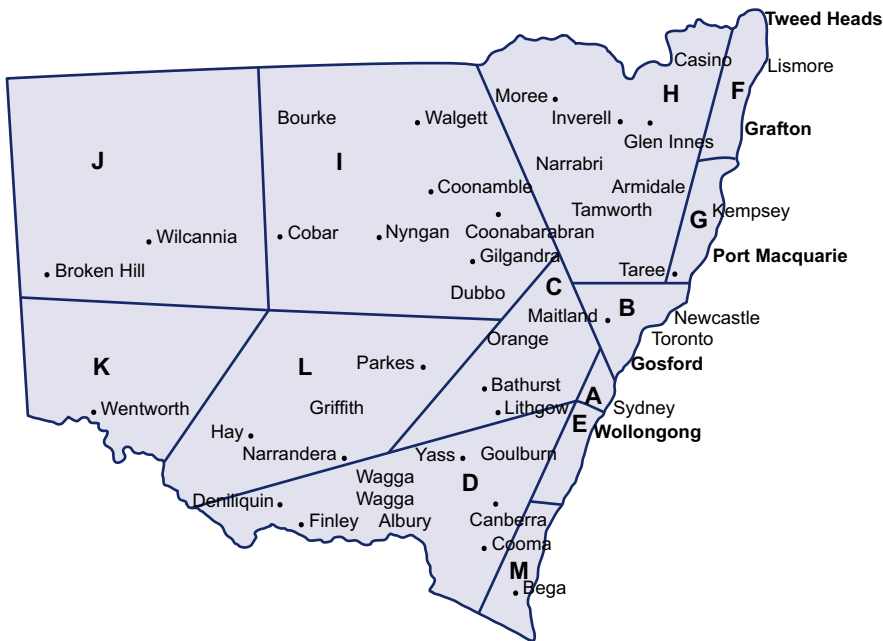 Tweed Heads
Casino
Lismore
H
F
Moree
Inverell
Glen Innes
Grafton
Bourke
Walgett
J
I
Narrabri
Coonamble
Armidale
Tamworth
G
Kempsey
Wilcannia
Cobar
Nyngan
Coonabarabran
Gilgandra
Port Macquarie
Broken Hill
Taree
Dubbo
C
Maitland
B
Newcastle
Orange
Toronto
K
L
Parkes
Gosford
Bathurst
A
Wentworth
Griffith
Lithgow
Sydney
E
Wollongong
Hay
Narrandera
Yass
Goulburn
Wagga
Wagga
D
Deniliquin
Finley
Albury
Canberra
Cooma
M
Bega